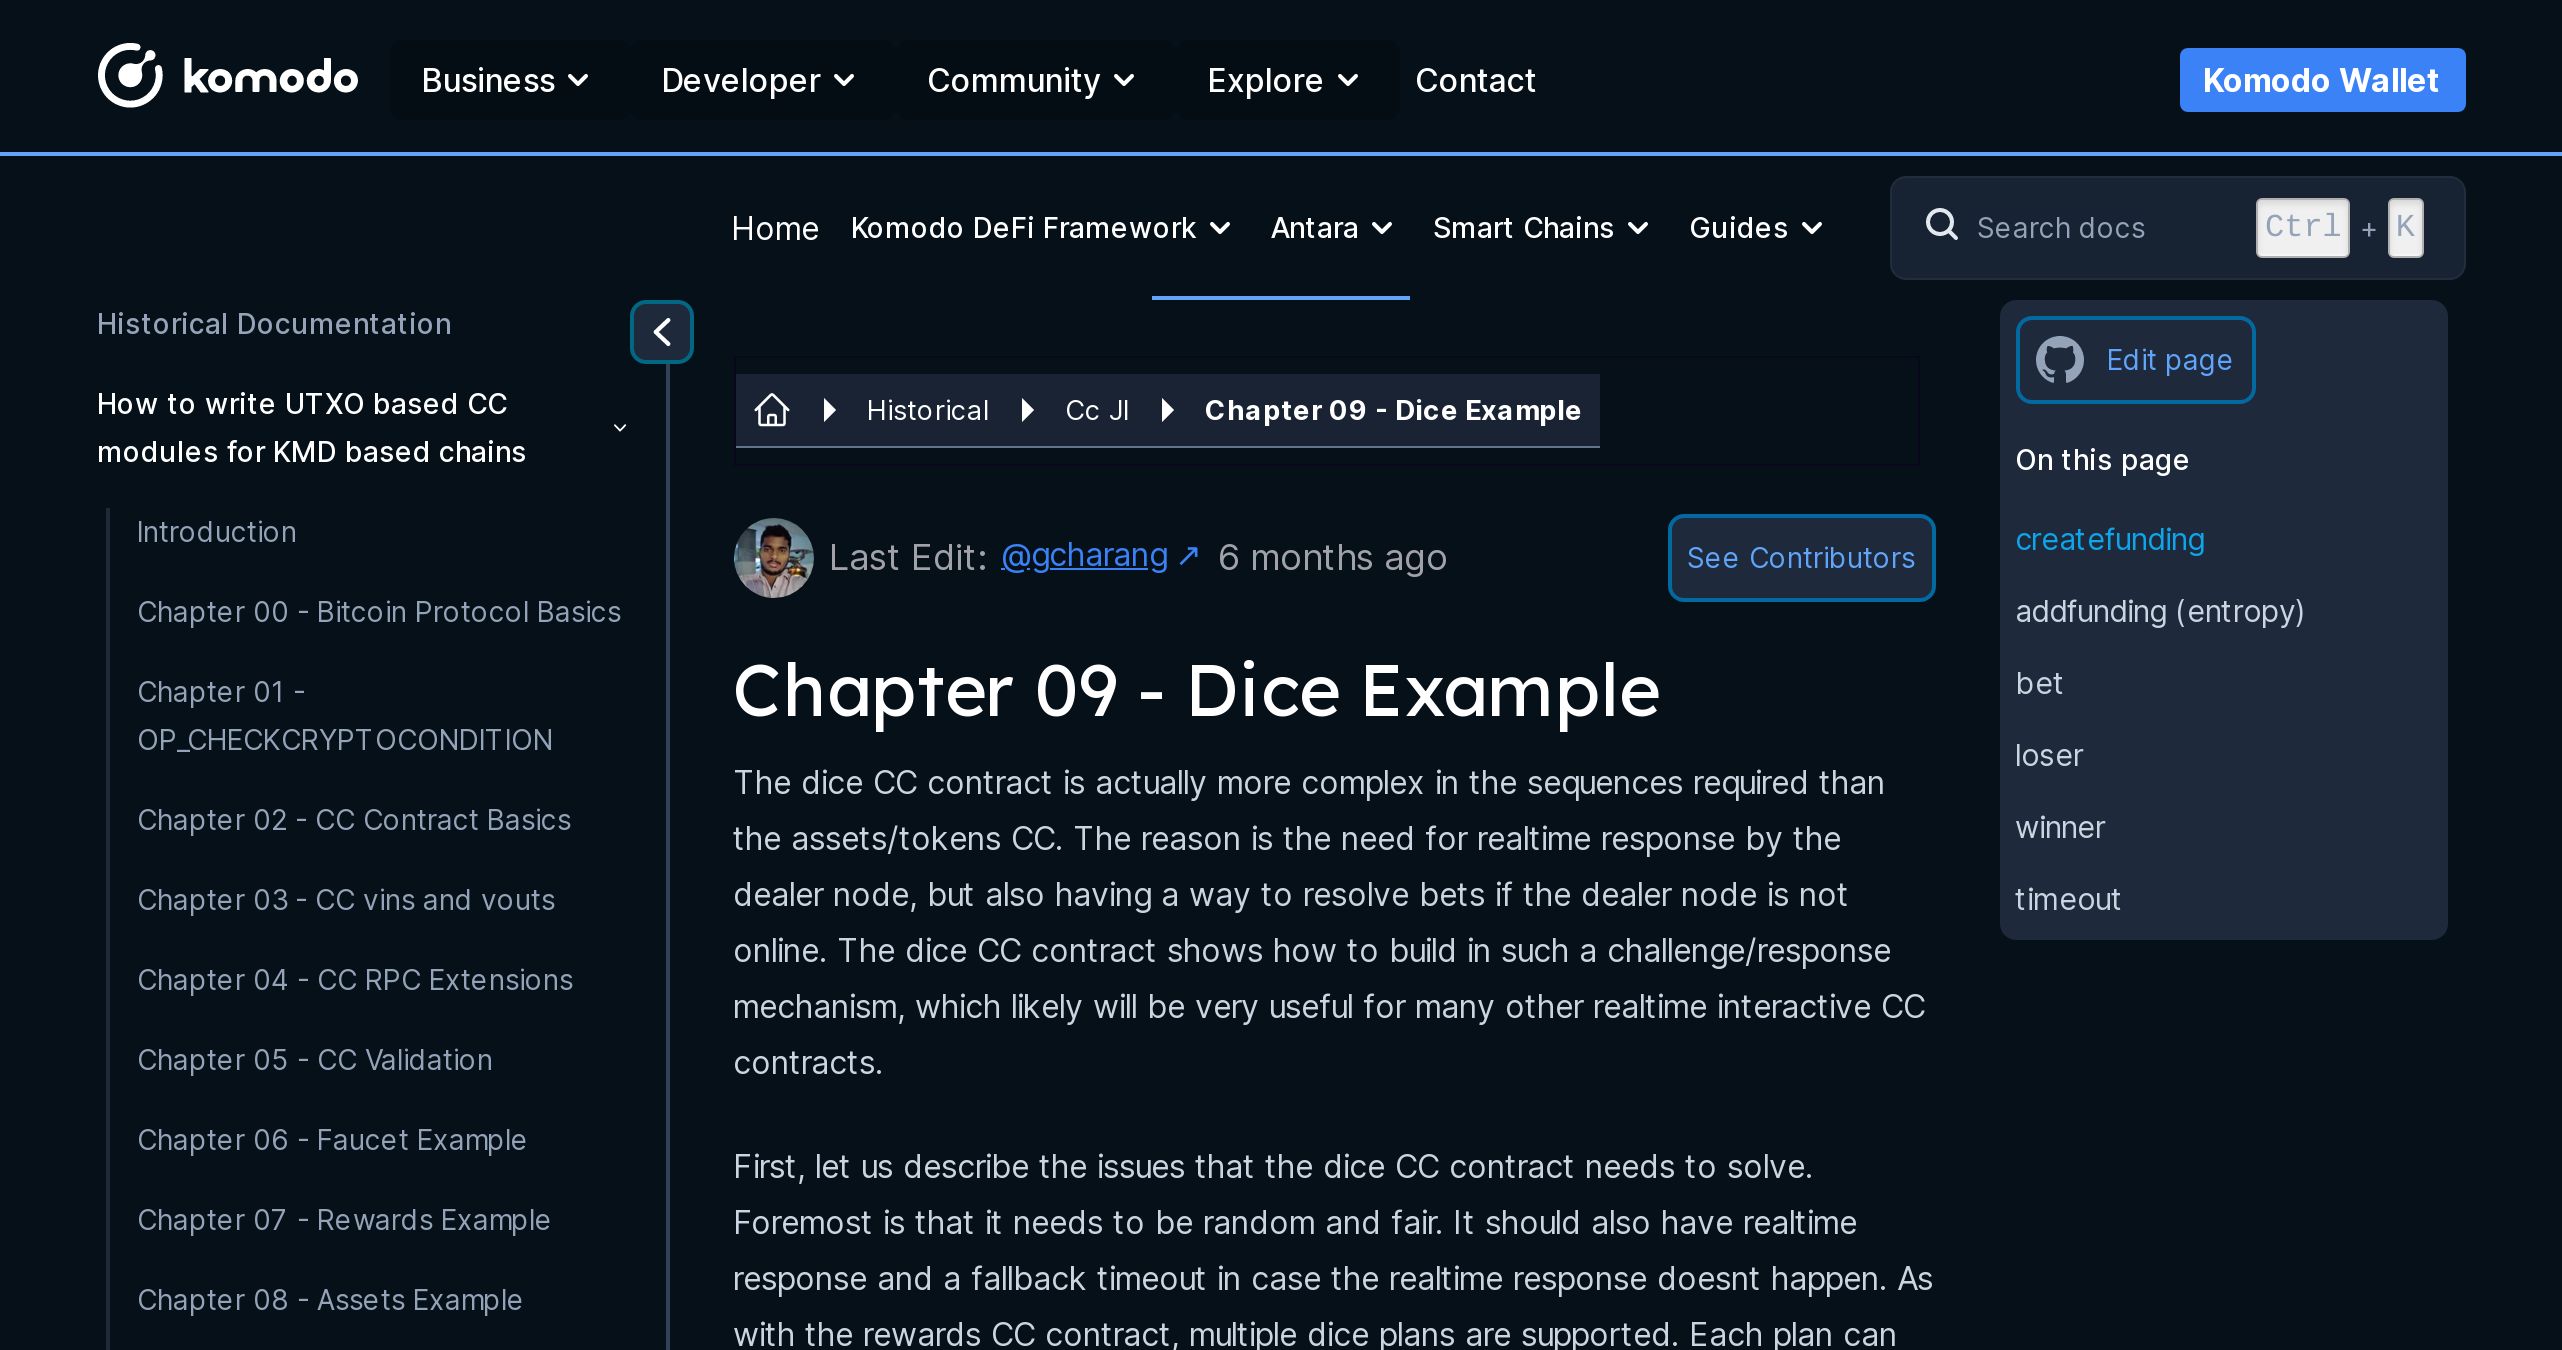 komodo
Business
Developer
Community
Explore
Contact
Komodo Wallet
Home
Komodo DeFi Framework
Antara
Smart Chains
Guides
Search docs
Ctrl + K
Historical Documentation
How to write UTXO based CC
modules for KMD based chains
Introduction
Chapter 00 - Bitcoin Protocol Basics
Chapter 01 -
OP_CHECKCRYPTOCONDITION
Chapter 02 - CC Contract Basics
Chapter 03 - CC vins and vouts
Chapter 04 - CC RPC Extensions
Chapter 05 - CC Validation
Chapter 06 - Faucet Example
Chapter 07 - Rewards Example
Chapter 08 - Assets Example
Historical
Cc Jl
Chapter 09 - Dice Example
Last Edit: @gcharang ↗ 6 months ago
See Contributors
Chapter 09 - Dice Example
The dice CC contract is actually more complex in the sequences required than
the assets/tokens CC. The reason is the need for realtime response by the
dealer node, but also having a way to resolve bets if the dealer node is not
online. The dice CC contract shows how to build in such a challenge/response
mechanism, which likely will be very useful for many other realtime interactive CC
contracts.
First, let us describe the issues that the dice CC contract needs to solve.
Foremost is that it needs to be random and fair. It should also have realtime
response and a fallback timeout in case the realtime response doesnt happen. As
with the rewards CC contract, multiple dice plans are supported. Each plan can
Edit page
On this page
createfunding
addfunding (entropy)
bet
loser
winner
timeout